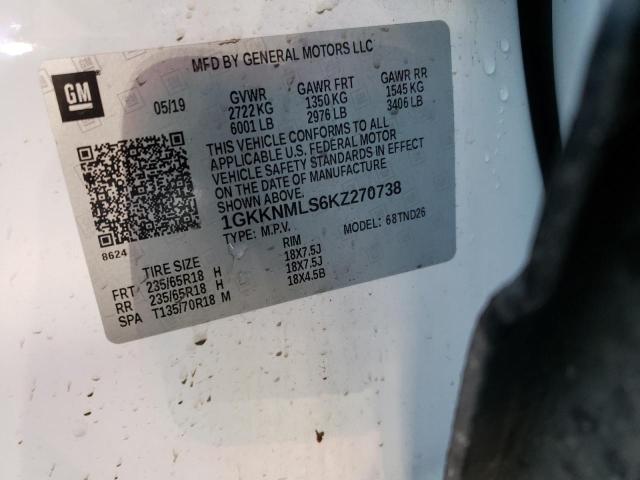 MFD BY GENERAL MOTORS LLC
GM
05/19
GVWR
2722 KG
6001 LB
GAWR FRT
1350 KG
2976 LB
GAWR RR
1545 KG
3406 LB
THIS VEHICLE CONFORMS TO ALL
APPLICABLE U.S. FEDERAL MOTOR
VEHICLE SAFETY STANDARDS IN EFFECT
ON THE DATE OF MANUFACTURE
SHOWN ABOVE.
1GKKNMLS6KZ270738
TYPE: M.P.V. MODEL: 68TND26
8624
TIRE SIZE RIM
FRT 235/65R18 H 18X7.5J
RR 235/65R18 H 18X7.5J
SPA T135/70R18 M 18X4.5B